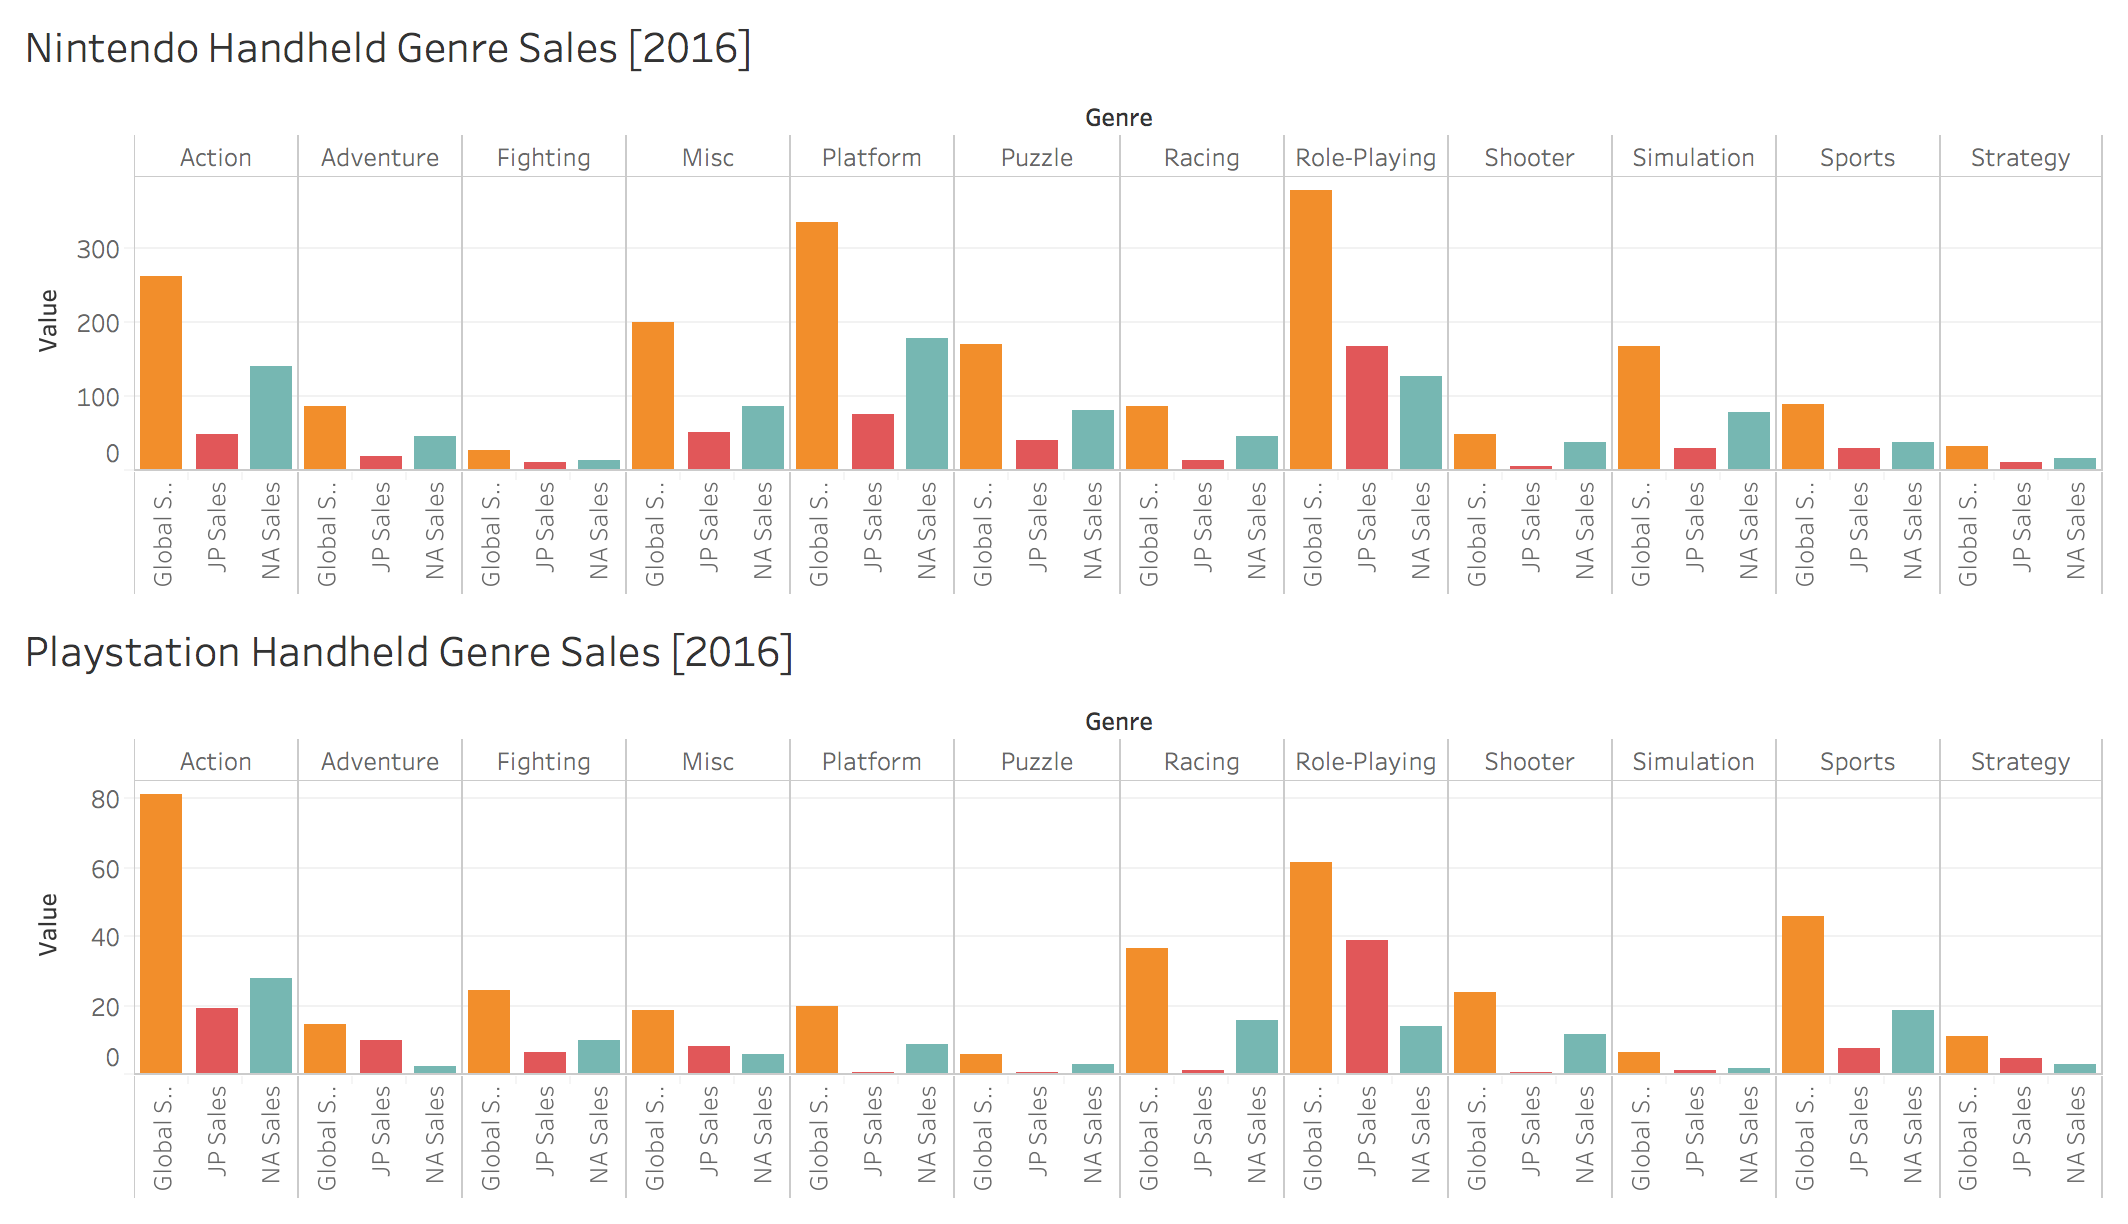 Nintendo Handheld Genre Sales [2016]
Genre
Action Adventure Fighting Misc Platform Puzzle Racing Role-Playing Shooter Simulation Sports Strategy
300
200
100
0
Value
Global S.. JP Sales NA Sales Global S.. JP Sales NA Sales Global S.. JP Sales NA Sales Global S.. JP Sales NA Sales Global S.. JP Sales NA Sales Global S.. JP Sales NA Sales Global S.. JP Sales NA Sales Global S.. JP Sales NA Sales Global S.. JP Sales NA Sales Global S.. JP Sales NA Sales Global S.. JP Sales NA Sales Global S.. JP Sales NA Sales
Playstation Handheld Genre Sales [2016]
Genre
Action Adventure Fighting Misc Platform Puzzle Racing Role-Playing Shooter Simulation Sports Strategy
80
60
40
20
0
Value
Global S.. JP Sales NA Sales Global S.. JP Sales NA Sales Global S.. JP Sales NA Sales Global S.. JP Sales NA Sales Global S.. JP Sales NA Sales Global S.. JP Sales NA Sales Global S.. JP Sales NA Sales Global S.. JP Sales NA Sales Global S.. JP Sales NA Sales Global S.. JP Sales NA Sales Global S.. JP Sales NA Sales Global S.. JP Sales NA Sales